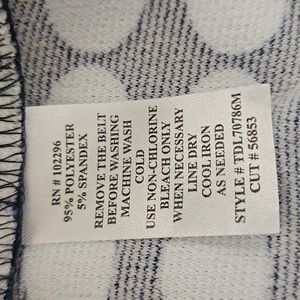 RN # 102296
95% POLYESTER
5% SPANDEX
REMOVE THE BELT
BEFORE WASHING
MACHINE WASH
COLD
USE NON-CHLORINE
BLEACH ONLY
WHEN NECESSARY
LINE DRY
COOL IRON
AS NEEDED
STYLE # TDL70786M
CUT # 56853